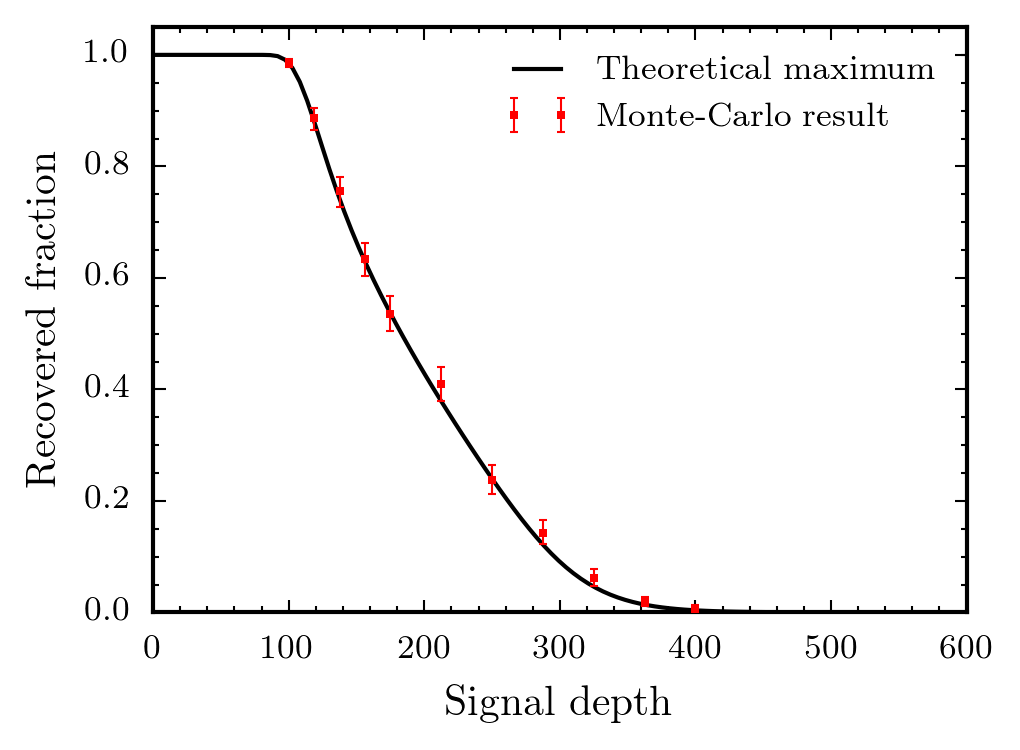 1.0
0.8
0.6
0.4
0.2
0.0
Recovered fraction
Theoretical maximum
Monte-Carlo result
0 100 200 300 400 500 600
Signal depth